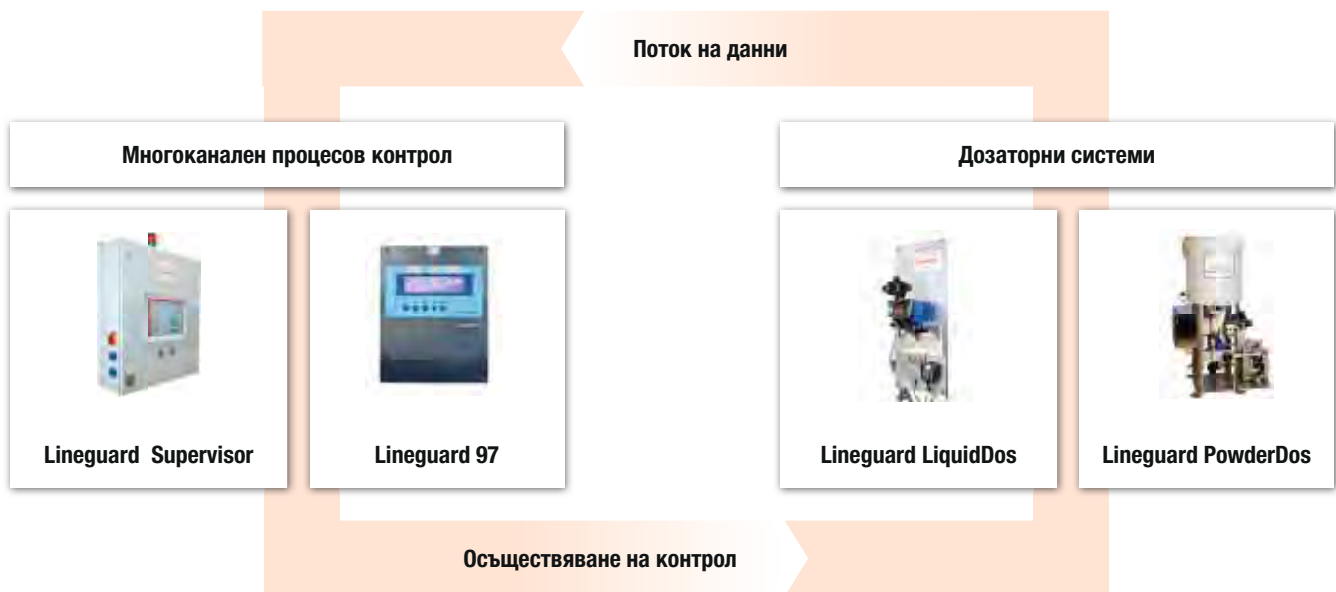 Поток на данни
Многоканален процесов контрол
Дозаторни системи
Lineguard Supervisor
Lineguard 97
Lineguard LiquidDos
Lineguard PowderDos
Осъществяване на контрол